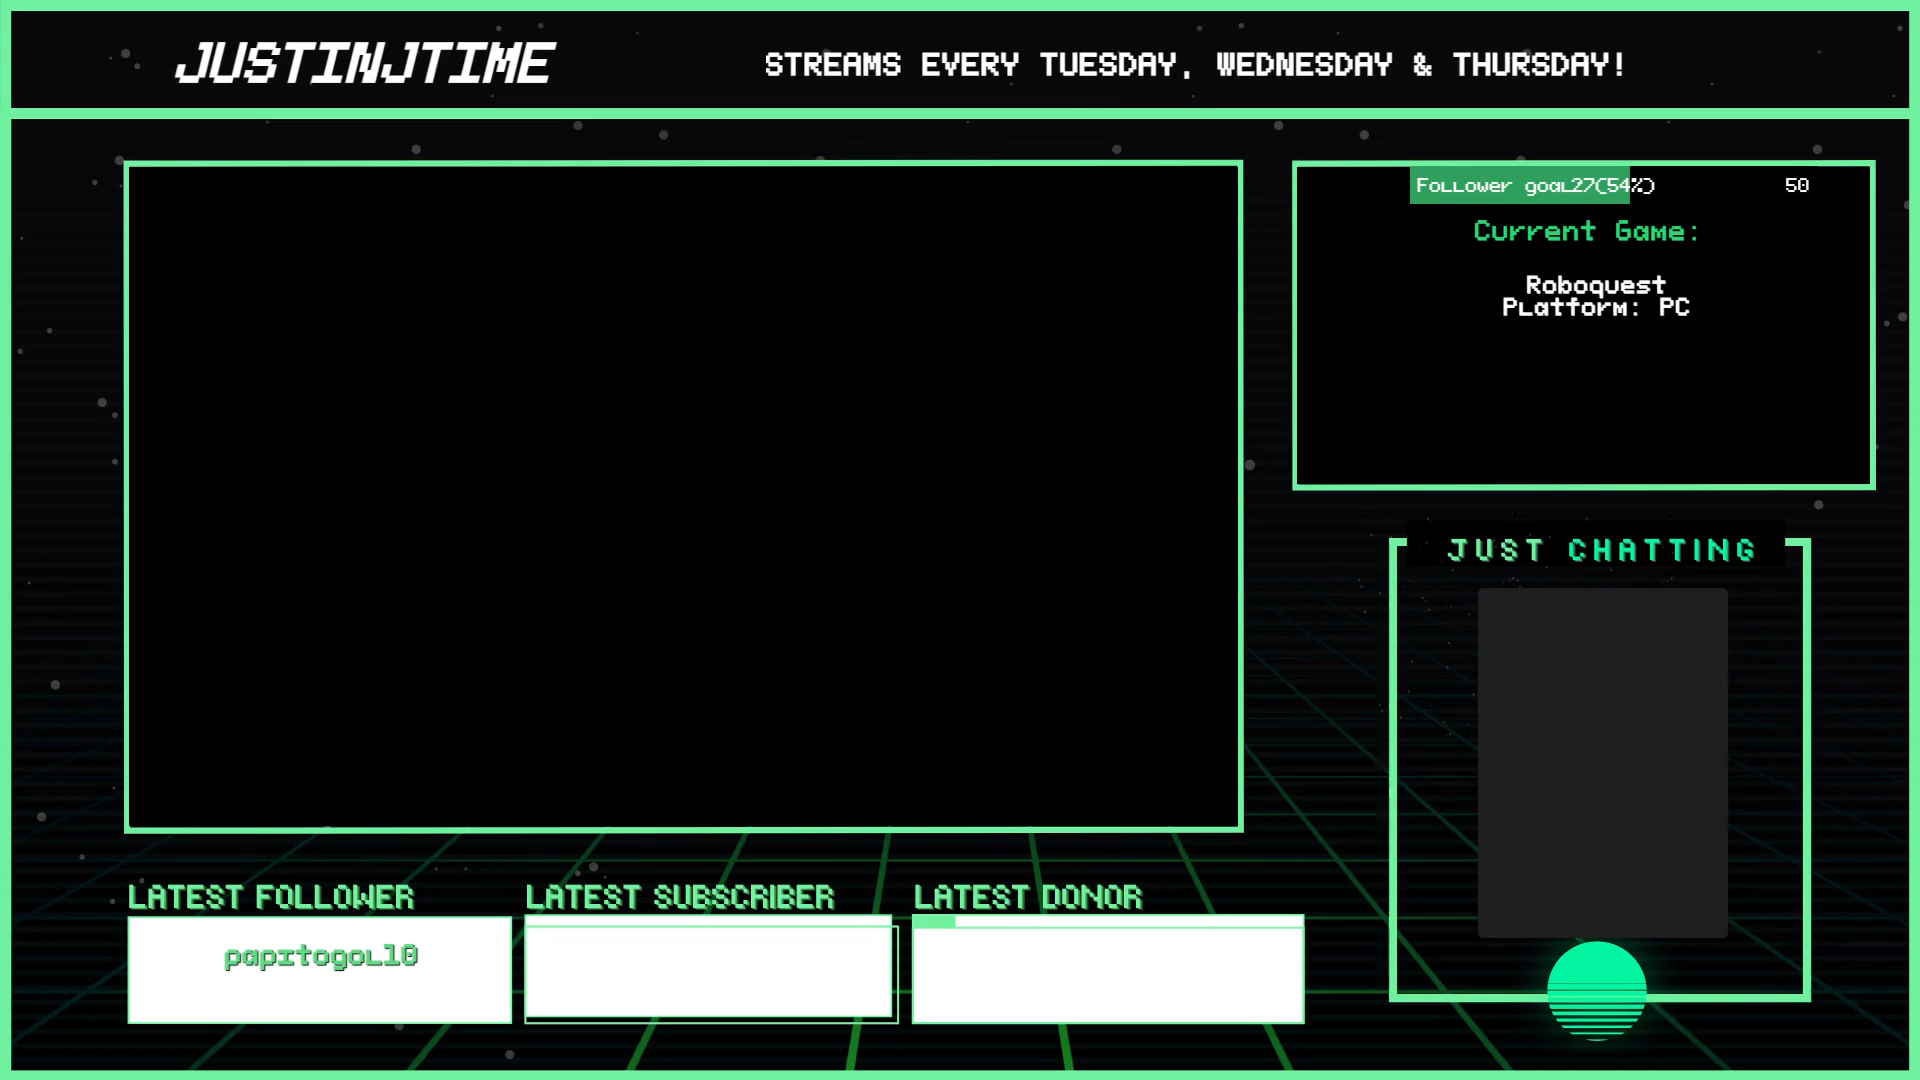 JUSTINJTIME
STREAMS EVERY TUESDAY, WEDNESDAY & THURSDAY!
Follower goal27(54%) 50
Current Game:
Roboquest
Platform: PC
JUST CHATTING
LATEST FOLLOWER
papitogol10
LATEST SUBSCRIBER
LATEST DONOR